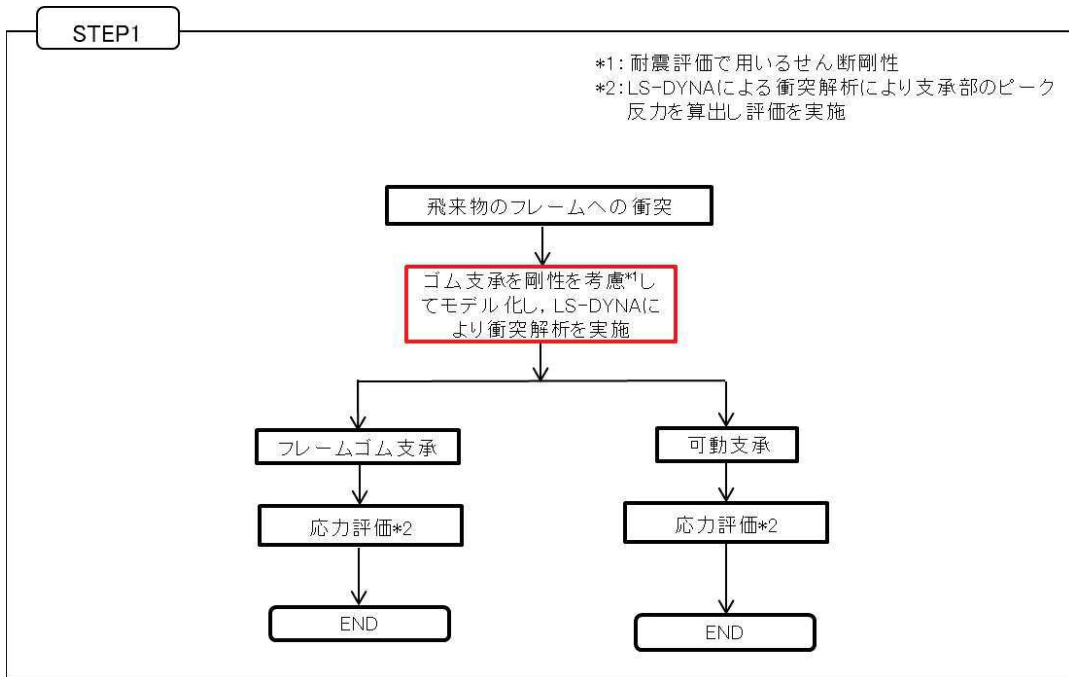 STEP1
*1:耐震評価で用いるせん断剛性
*2:LS-DYNAによる衝突解析により支承部のピーク
反力を算出し評価を実施
飛来物のフレームへの衝突
ゴム支承を剛性を考慮*1し
てモデル化し，LS-DYNAに
より衝突解析を実施
フレームゴム支承
可動支承
応力評価*2
応力評価*2
END
END